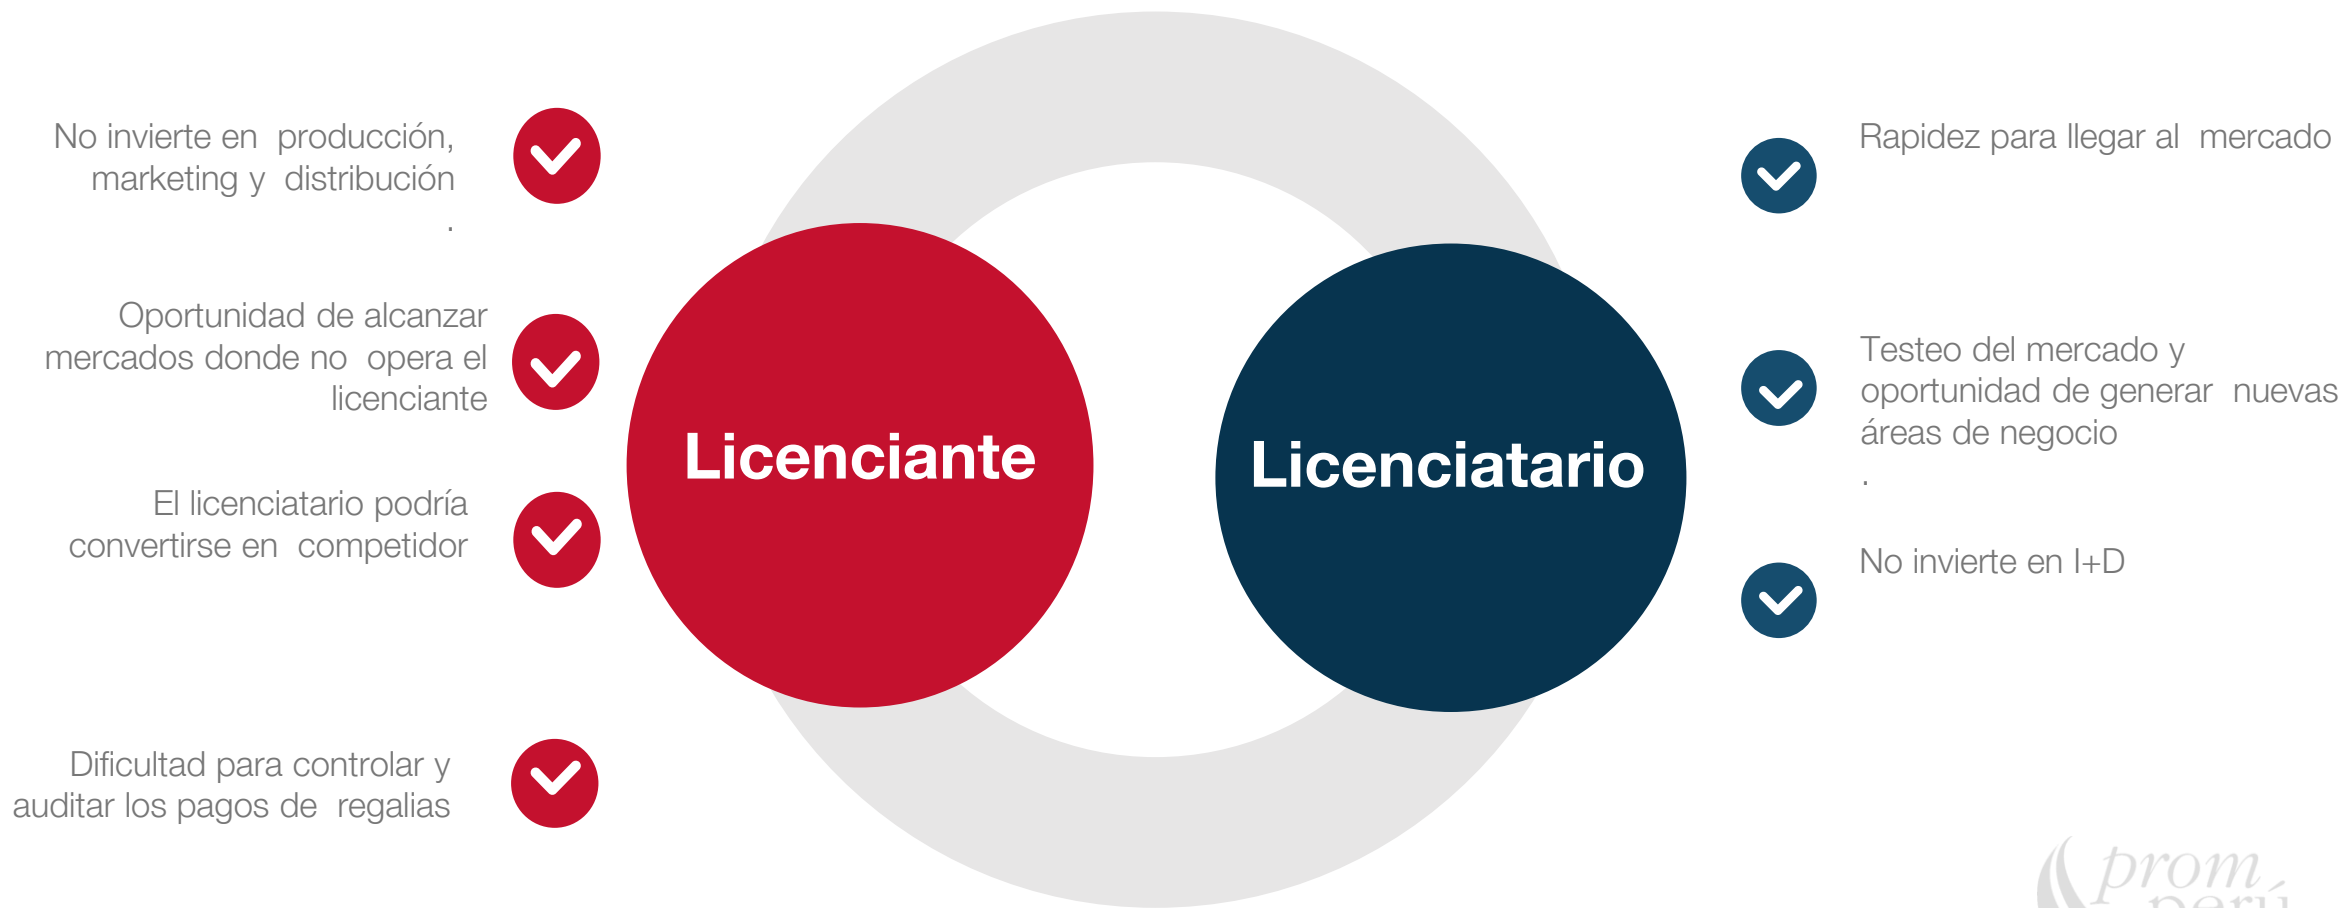 No invierte en producción,
marketing y distribución
.
Oportunidad de alcanzar
mercados donde no opera el
licenciante
El licenciatario podría
convertirse en competidor
Dificultad para controlar y
auditar los pagos de regalias
Licenciante
Licenciatario
Rapidez para llegar al mercado
Testeo del mercado y
oportunidad de generar nuevas
áreas de negocio
.
No invierte en I+D
prom
perú